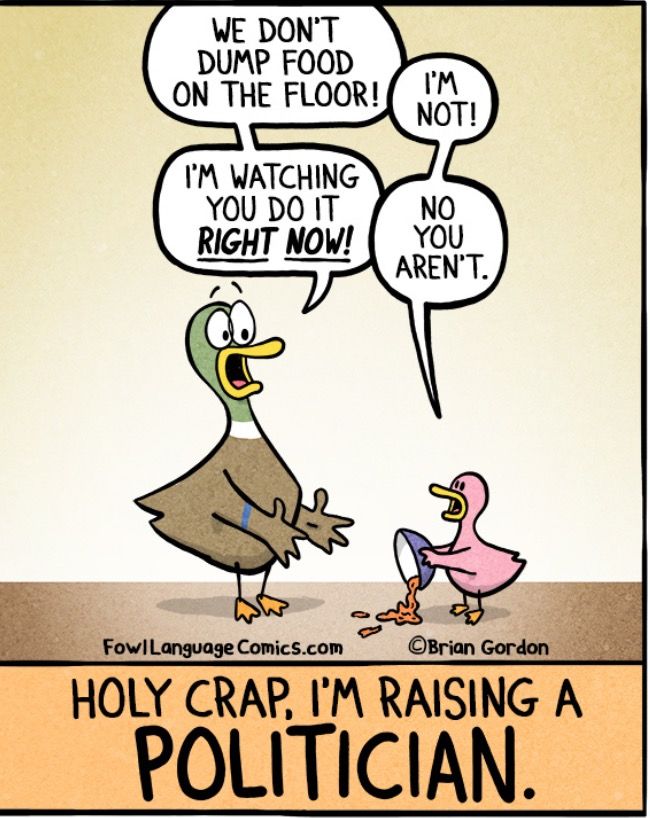 WE DON'T
DUMP FOOD
ON THE FLOOR!
I'M
NOT!
I'M WATCHING
YOU DO IT
RIGHT NOW!
NO
YOU
AREN'T.
FowlLanguageComics.com
©Brian Gordon
HOLY CRAP, I'M RAISING A
POLITICIAN.